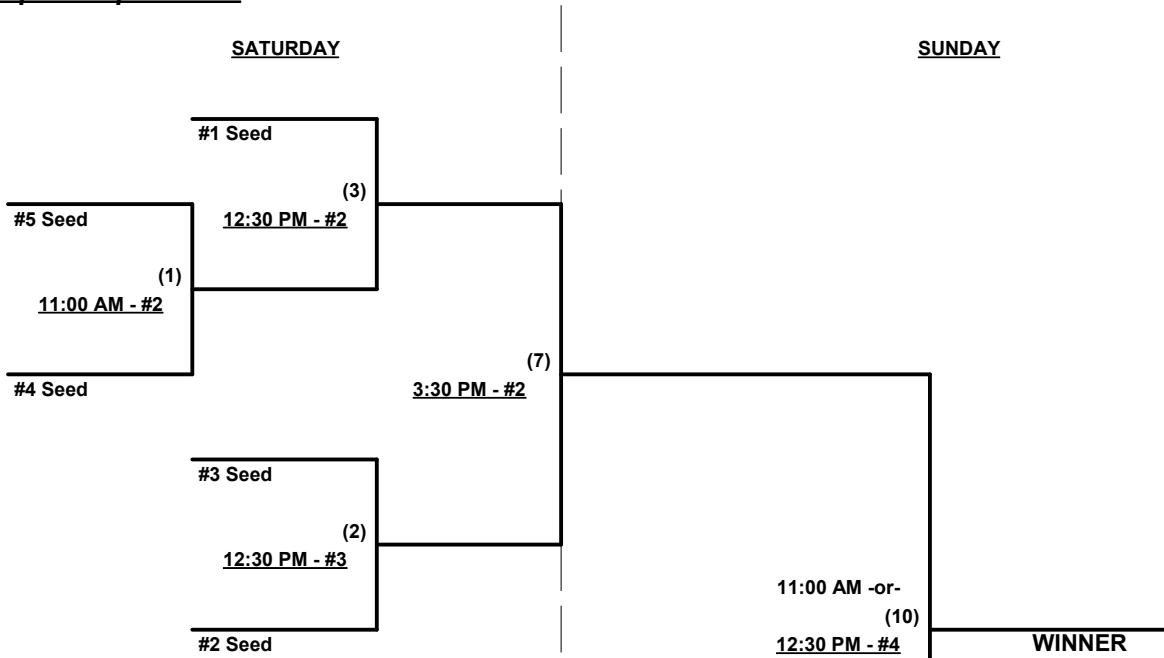 SATURDAY
SUNDAY
#1 Seed
(3)
#5 Seed
12:30 PM - #2
(1)
11:00 AM - #2
(7)
#4 Seed
3:30 PM - #2
#3 Seed
(2)
12:30 PM - #3
11:00 AM -or-
(10)
#2 Seed
12:30 PM - #4
WINNER